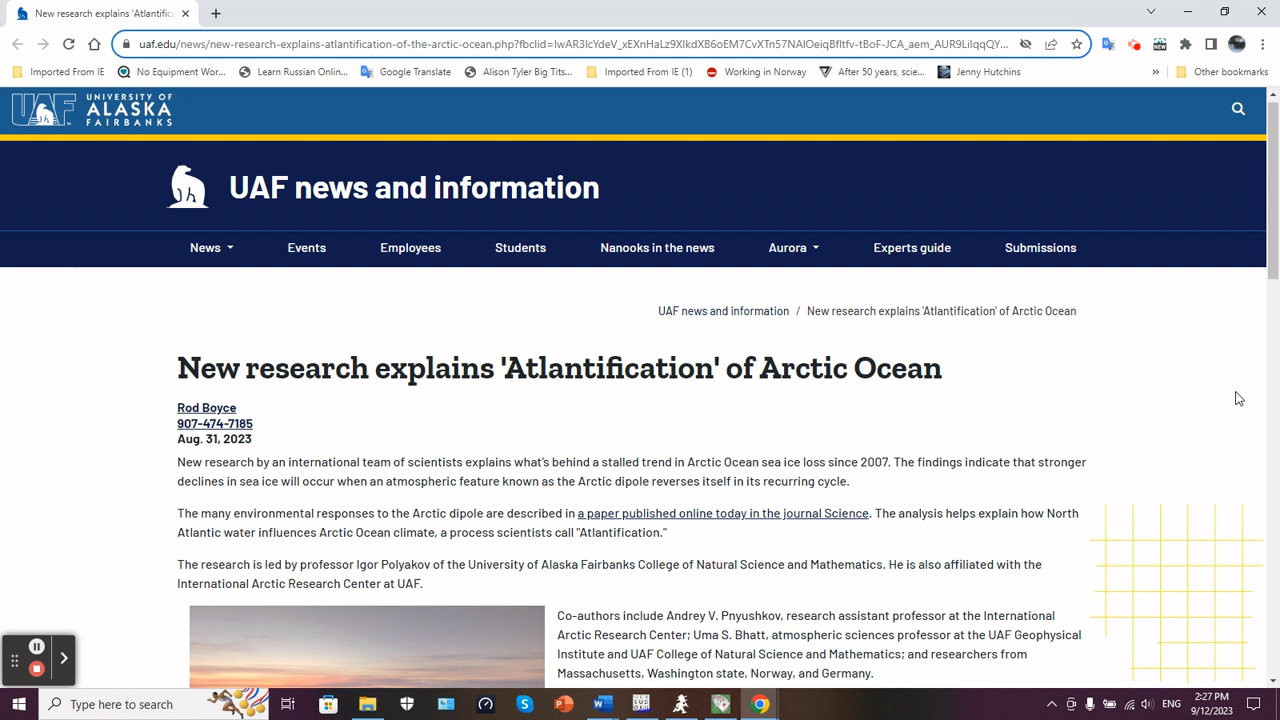 New research explains 'Atlantific
uaf.edu/news/new-research-explains-atlantification-of-the-arctic-ocean.php?fbclid=IwAR3IcYdeV_xEXnHaLz9XIkdXB6oEM7CvXTn57NAIOeiqBfItfv-tBoF-JCA_aem_AUR9LiIqqQY...
Imported From IE
No Equipment Wor...
Learn Russian Onlin...
Google Translate
Alison Tyler Big Tits...
Imported From IE (1)
Working in Norway
After 50 years, scie...
Jenny Hutchins
»
Other bookmarks
UAF
UNIVERSITY OF
ALASKA
FAIRBANKS
UAF news and information
News
Events
Employees
Students
Nanooks in the news
Aurora
Experts guide
Submissions
UAF news and information / New research explains 'Atlantification' of Arctic Ocean
New research explains 'Atlantification' of Arctic Ocean
Rod Boyce
907-474-7185
Aug. 31, 2023
New research by an international team of scientists explains what's behind a stalled trend in Arctic Ocean sea ice loss since 2007. The findings indicate that stronger
declines in sea ice will occur when an atmospheric feature known as the Arctic dipole reverses itself in its recurring cycle.
The many environmental responses to the Arctic dipole are described in a paper published online today in the journal Science. The analysis helps explain how North
Atlantic water influences Arctic Ocean climate, a process scientists call "Atlantification."
The research is led by professor Igor Polyakov of the University of Alaska Fairbanks College of Natural Science and Mathematics. He is also affiliated with the
International Arctic Research Center at UAF.
Co-authors include Andrey V. Pnyushkov, research assistant professor at the International
Arctic Research Center; Uma S. Bhatt, atmospheric sciences professor at the UAF Geophysical
Institute and UAF College of Natural Science and Mathematics; and researchers from
Massachusetts, Washington state, Norway, and Germany.
Type here to search
ENG
2:27 PM
9/12/2023